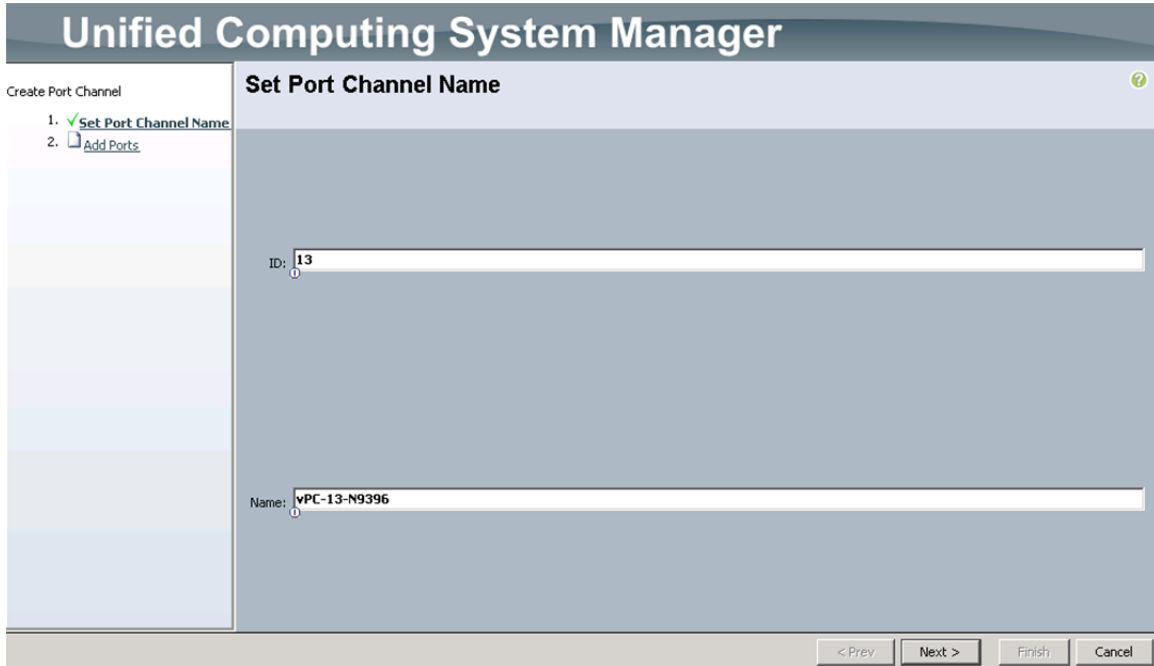 Unified Computing System Manager
Create Port Channel
1. Set Port Channel Name
2. Add Ports
Set Port Channel Name
ID: 13
Name: vPC-13-N9396
< Prev
Next >
Finish
Cancel